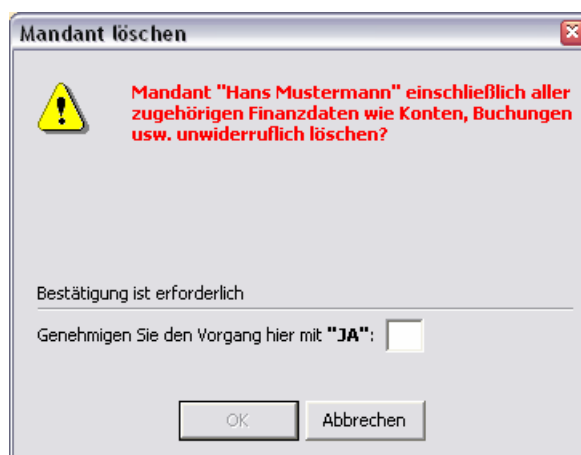 Mandant löschen
Mandant "Hans Mustermann" einschließlich aller
zugehörigen Finanzdaten wie Konten, Buchungen
usw. unwiderruflich löschen?
Bestätigung ist erforderlich
Genehmigen Sie den Vorgang hier mit "JA":
OK Abbrechen